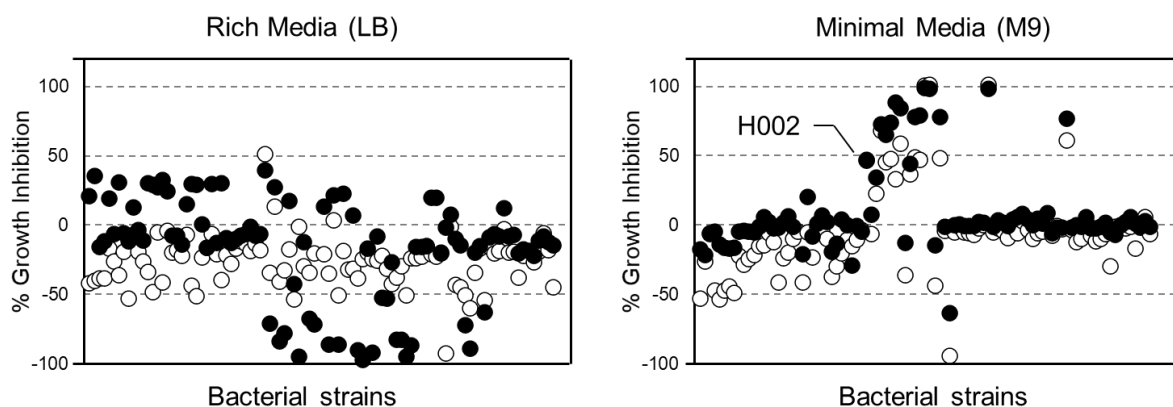 Rich Media (LB)
% Growth Inhibition
100
50
0
-50
-100
Bacterial strains
Minimal Media (M9)
% Growth Inhibition
100
50
0
-50
-100
H002
Bacterial strains